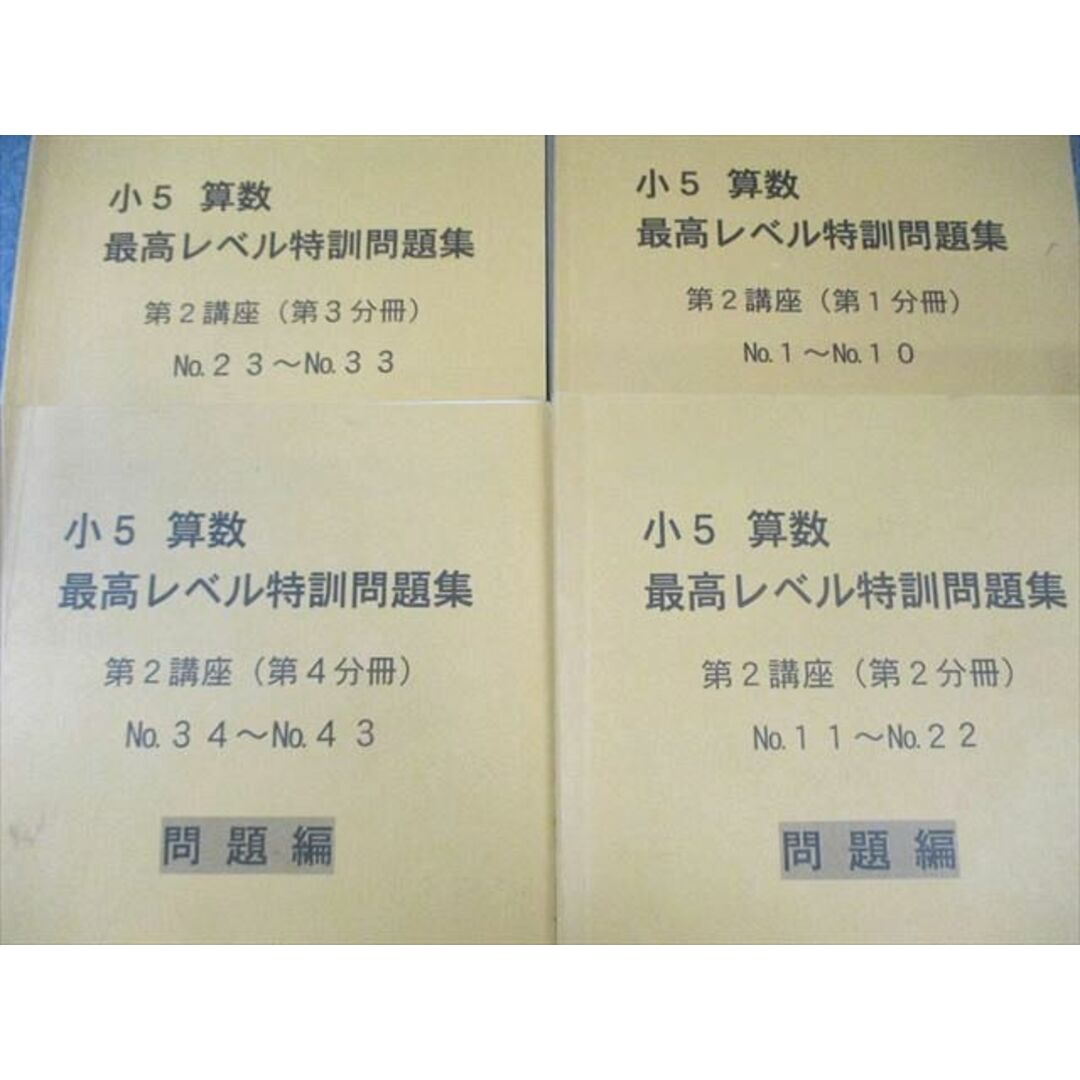 小5 算数
最高レベル特訓問題集
第2講座（第3分冊）
№.23～№.33
小5 算数
最高レベル特訓問題集
第2講座（第1分冊）
№.1～№.10
小5 算数
最高レベル特訓問題集
第2講座（第4分冊）
№.34～№.43
問題編
小5 算数
最高レベル特訓問題集
第2講座（第2分冊）
№.11～№.22
問題編